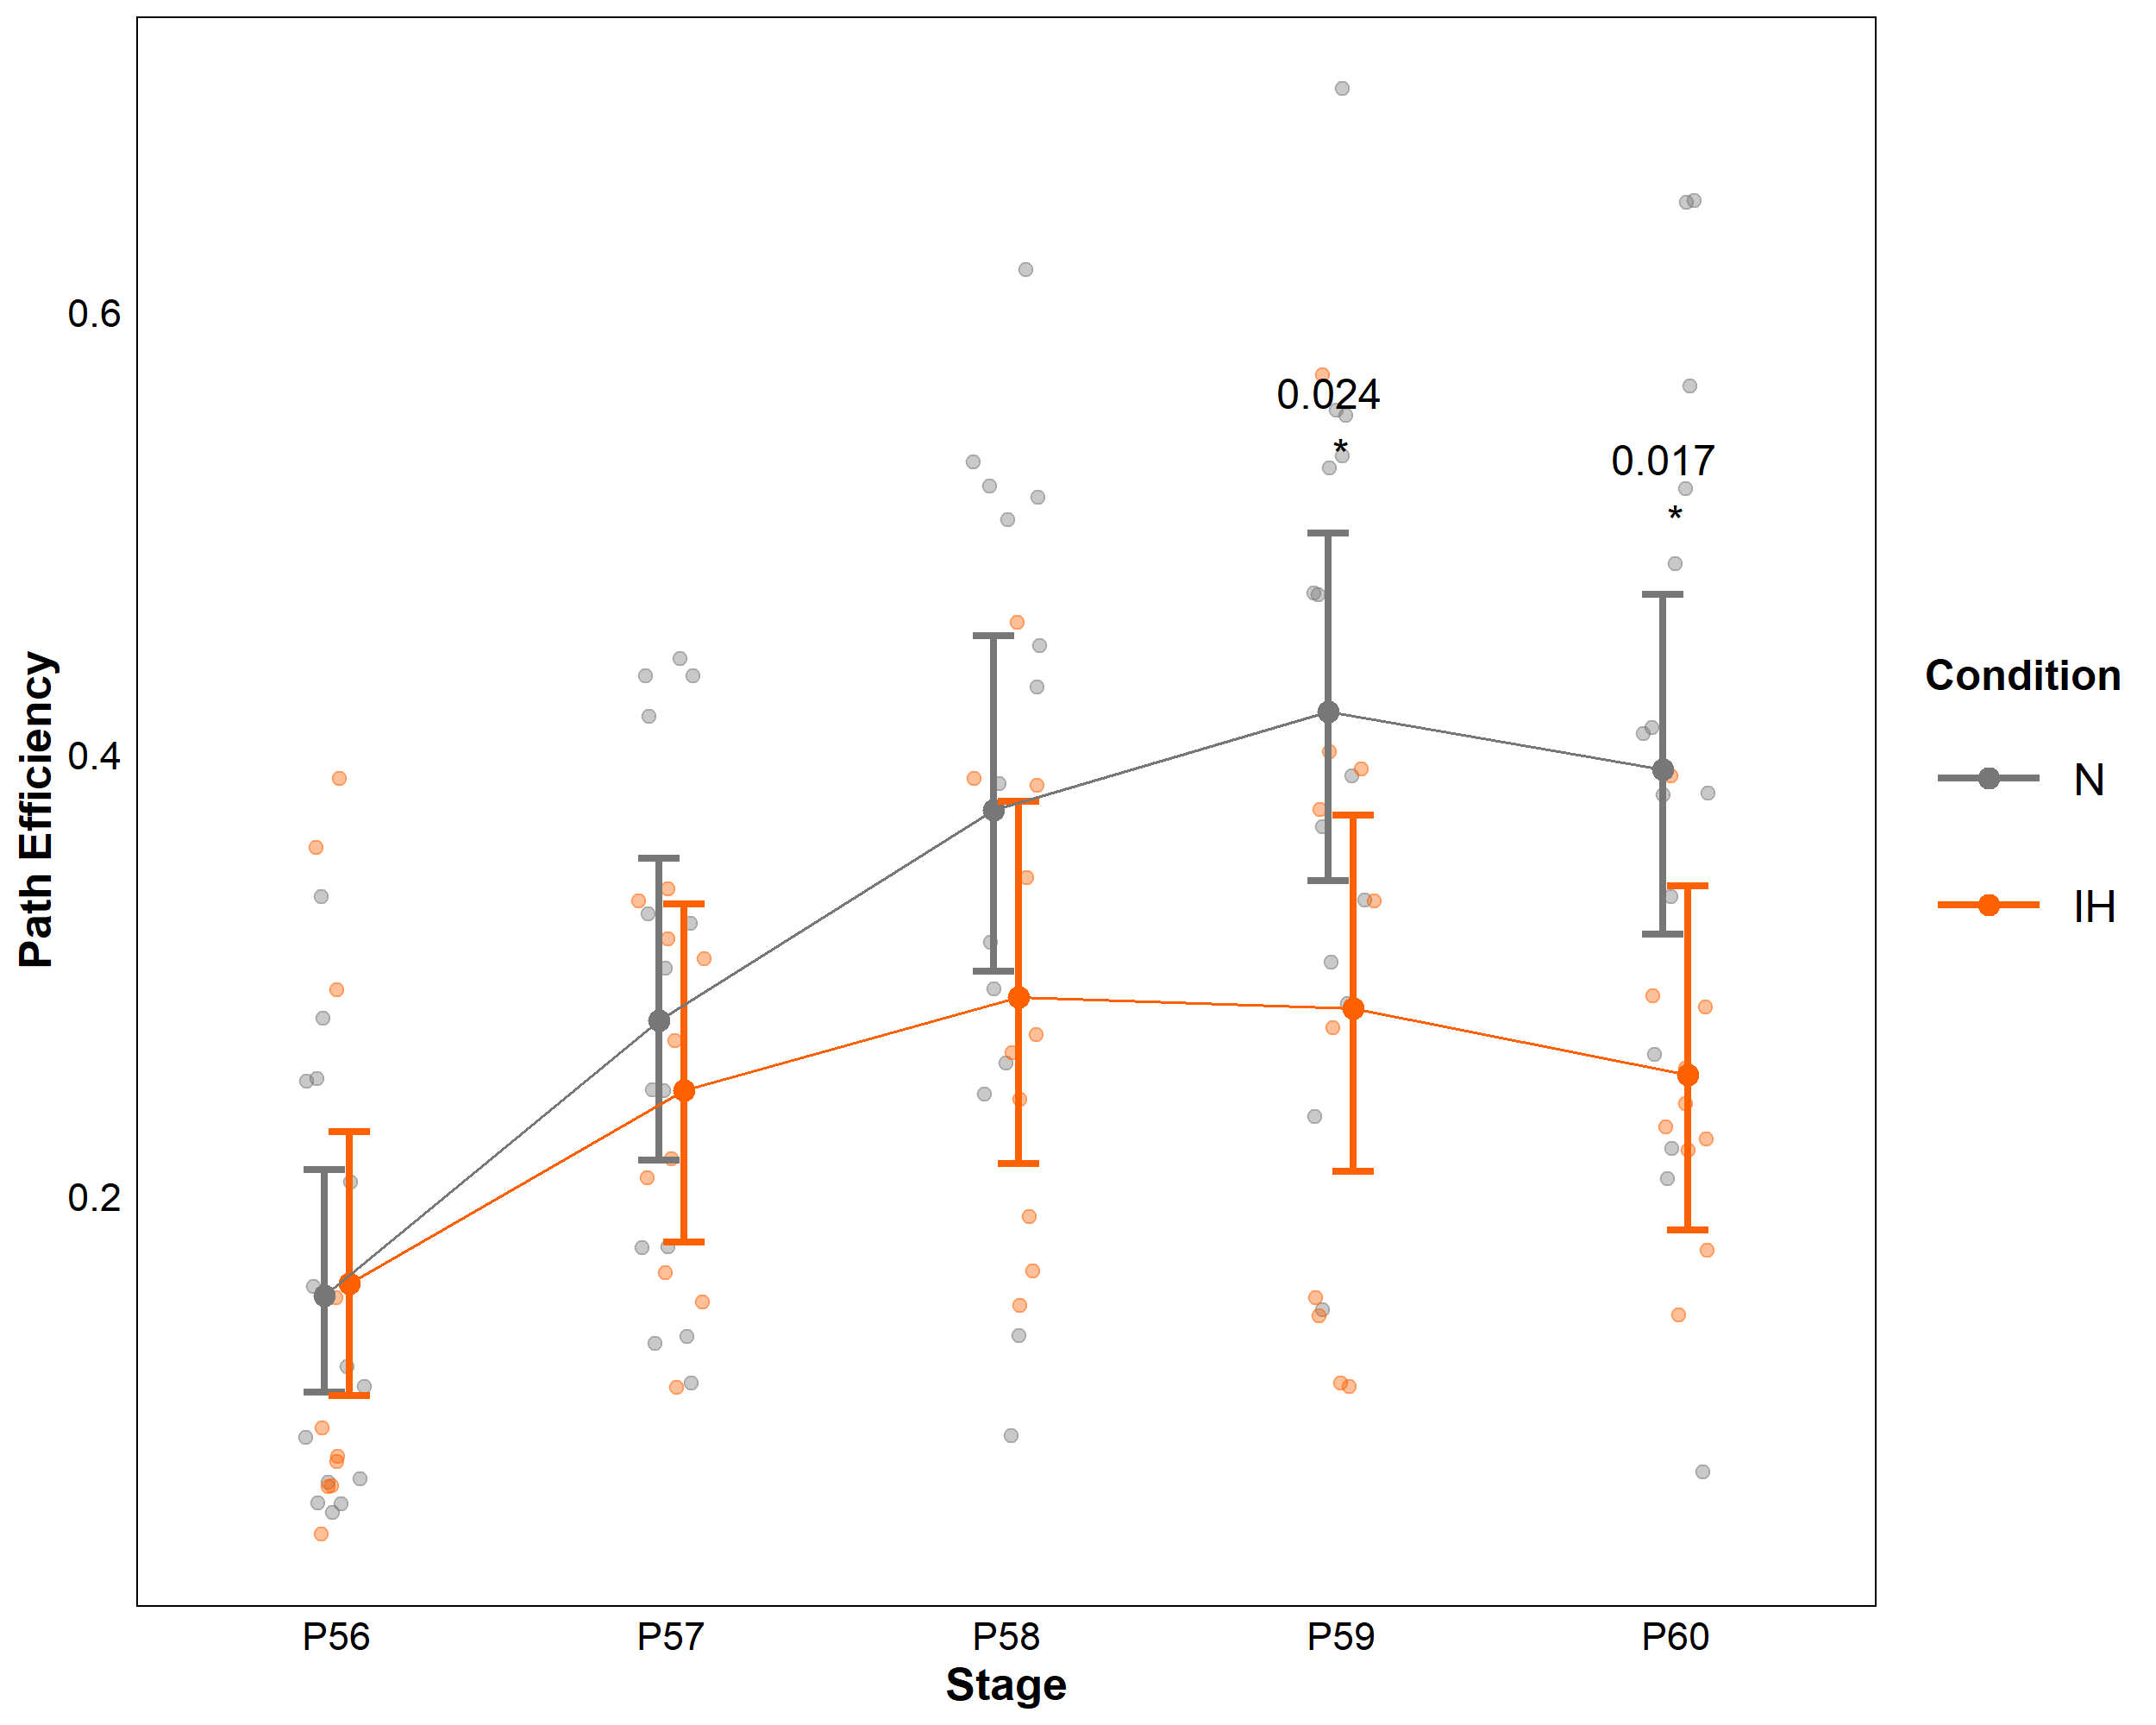 0.6
0.4
0.2
Path Efficiency
0.024
*
0.017
*
P56 P57 P58 P59 P60
Stage
Condition
N
IH